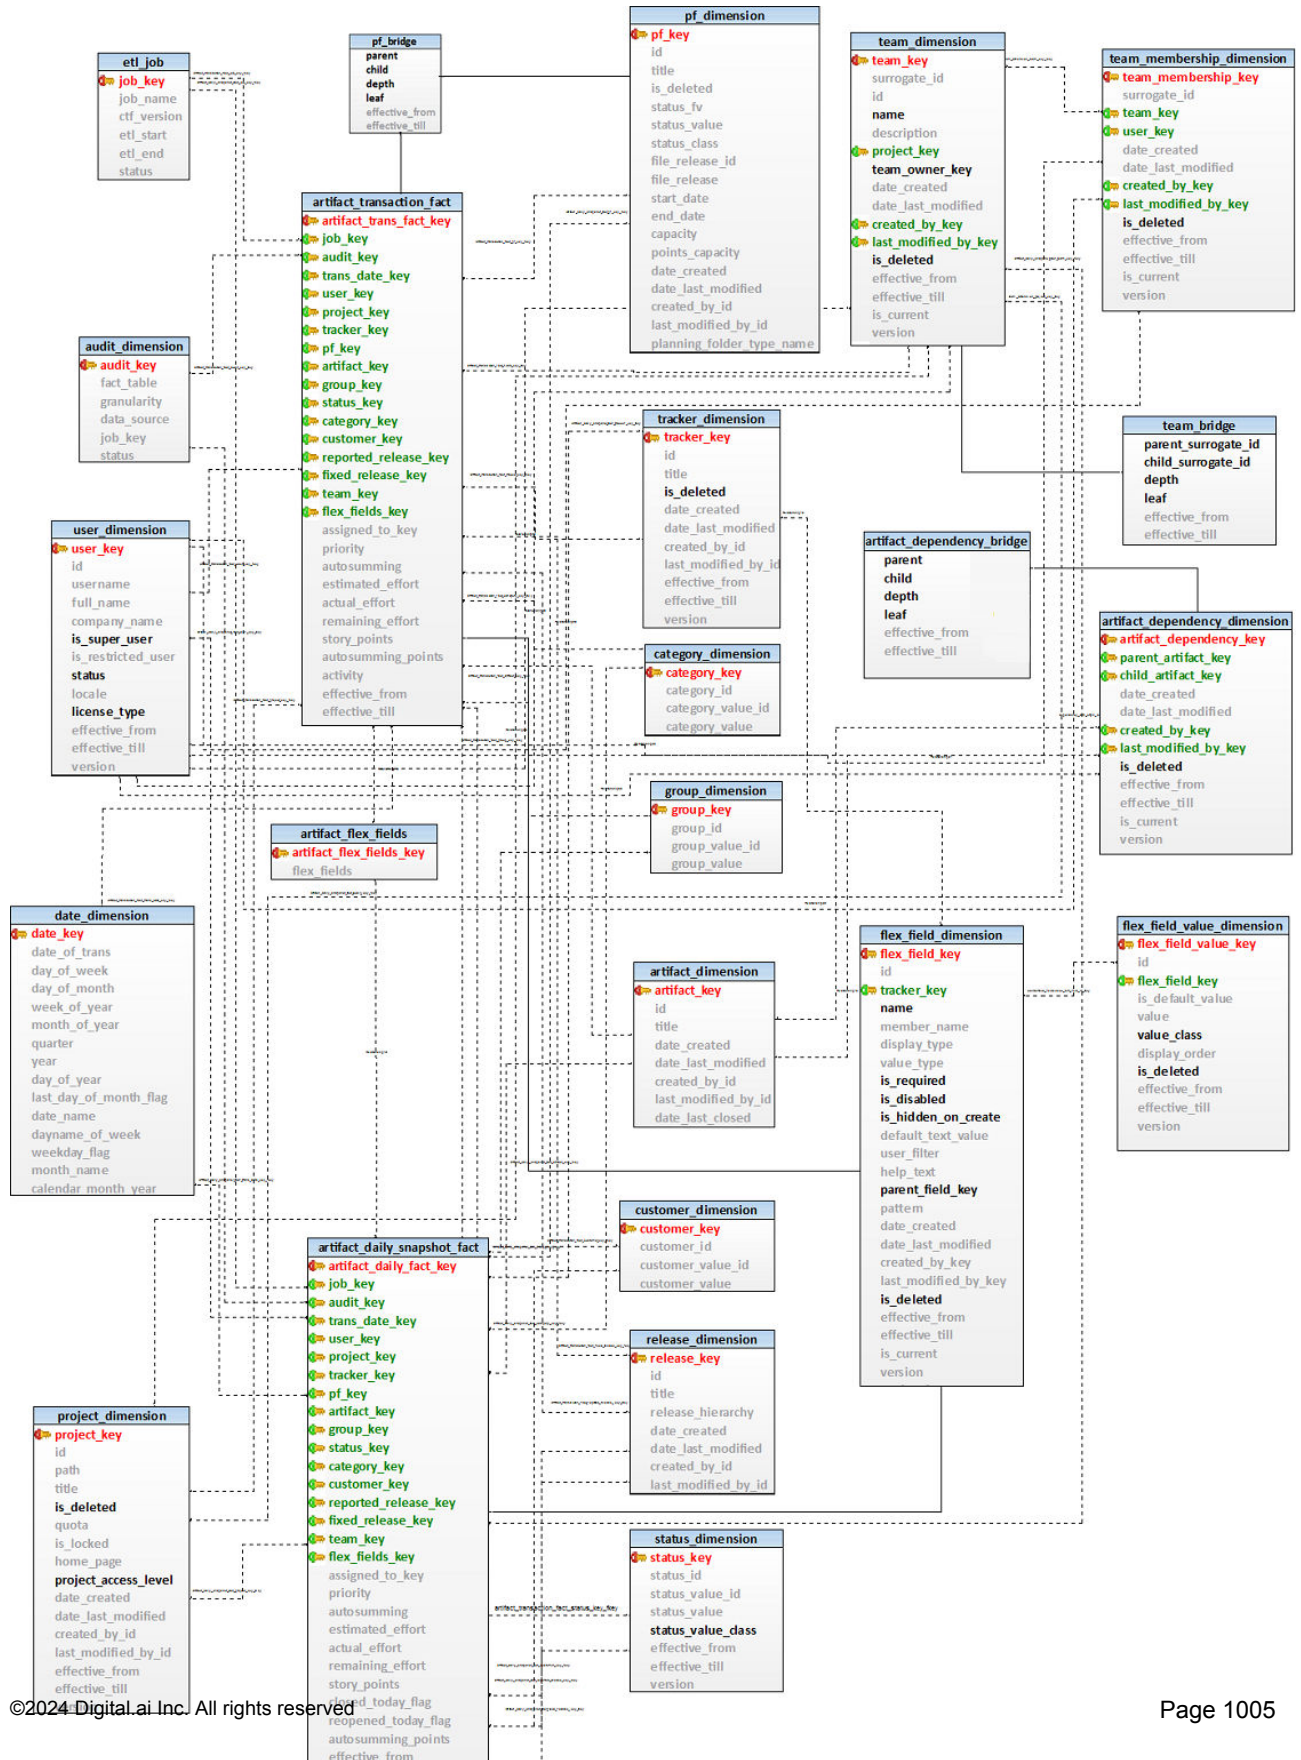 pf_bridge
parent
child
depth
leaf
effective_from
effective_till
pf_dimension
pf_key
id
title
is_deleted
status_fv
status_value
status_class
file_release_id
file_release
start_date
end_date
capacity
points_capacity
date_created
date_last_modified
created_by_id
last_modified_by_id
planning_folder_type_name
team_dimension
team_key
surrogate_id
id
name
description
project_key
team_owner_key
date_created
date_last_modified
created_by_key
last_modified_by_key
is_deleted
effective_from
effective_till
is_current
version
team_membership_dimension
team_membership_key
surrogate_id
team_key
user_key
date_created
date_last_modified
created_by_key
last_modified_by_key
is_deleted
effective_from
effective_till
is_current
version
etl_job
job_key
job_name
ctf_version
etl_start
etl_end
status
artifact_transaction_fact
artifact_trans_fact_key
job_key
audit_key
trans_date_key
user_key
project_key
tracker_key
pf_key
artifact_key
group_key
status_key
category_key
customer_key
reported_release_key
fixed_release_key
team_key
flex_fields_key
assigned_to_key
priority
autosumming
estimated_effort
actual_effort
remaining_effort
story_points
autosumming_points
activity
effective_from
effective_till
audit_dimension
audit_key
fact_table
granularity
data_source
job_key
status
tracker_dimension
tracker_key
id
title
is_deleted
date_created
date_last_modified
created_by_id
last_modified_by_id
effective_from
effective_till
version
team_bridge
parent_surrogate_id
child_surrogate_id
depth
leaf
effective_from
effective_till
user_dimension
user_key
id
username
full_name
company_name
is_super_user
is_restricted_user
status
locale
license_type
effective_from
effective_till
version
artifact_dependency_bridge
parent
child
depth
leaf
effective_from
effective_till
artifact_dependency_dimension
artifact_dependency_key
parent_artifact_key
child_artifact_key
date_created
date_last_modified
created_by_key
last_modified_by_key
is_deleted
effective_from
effective_till
is_current
version
category_dimension
category_key
category_id
category_value_id
category_value
group_dimension
group_key
group_id
group_value_id
group_value
artifact_flex_fields
artifact_flex_fields_key
flex_fields
date_dimension
date_key
date_of_trans
day_of_week
day_of_month
week_of_year
month_of_year
quarter
year
day_of_year
last_day_of_month_flag
date_name
dayname_of_week
weekday_flag
month_name
calendar_month_year
artifact_dimension
artifact_key
id
title
date_created
date_last_modified
created_by_id
last_modified_by_id
date_last_closed
flex_field_dimension
flex_field_key
id
tracker_key
name
member_name
display_type
value_type
is_required
is_disabled
is_hidden_on_create
default_text_value
user_filter
help_text
parent_field_key
pattern
date_created
date_last_modified
created_by_key
last_modified_by_key
is_deleted
effective_from
effective_till
is_current
version
flex_field_value_dimension
flex_field_value_key
id
flex_field_key
is_default_value
value
value_class
display_order
is_deleted
effective_from
effective_till
version
customer_dimension
customer_key
customer_id
customer_value_id
customer_value
artifact_daily_snapshot_fact
artifact_daily_fact_key
job_key
audit_key
trans_date_key
user_key
project_key
tracker_key
pf_key
artifact_key
group_key
status_key
category_key
customer_key
reported_release_key
fixed_release_key
team_key
flex_fields_key
assigned_to_key
priority
autosumming
estimated_effort
actual_effort
remaining_effort
story_points
closed_today_flag
reopened_today_flag
autosumming_points
effective_from
release_dimension
release_key
id
title
release_hierarchy
date_created
date_last_modified
created_by_id
last_modified_by_id
project_dimension
project_key
id
path
title
is_deleted
quota
is_locked
home_page
project_access_level
date_created
date_last_modified
created_by_id
last_modified_by_id
effective_from
effective_till
status_dimension
status_key
status_id
status_value_id
status_value
status_value_class
effective_from
effective_till
version
artifact_transaction_fact_status_key_fkey
©2024 Digital.ai Inc. All rights reserved
Page 1005